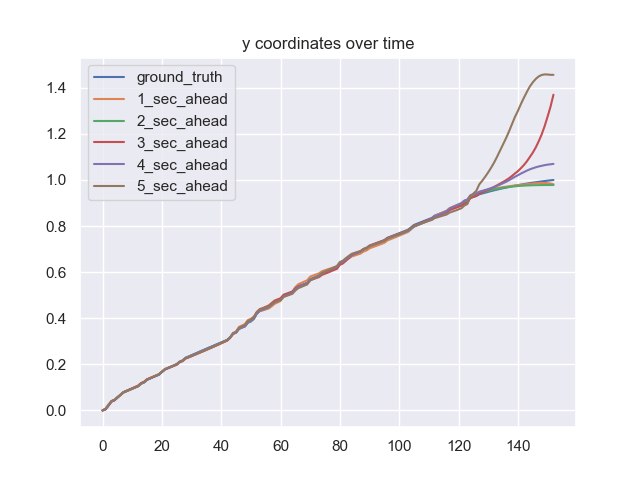 y coordinates over time
ground_truth
1_sec_ahead
2_sec_ahead
3_sec_ahead
4_sec_ahead
5_sec_ahead
1.4
1.2
1.0
0.8
0.6
0.4
0.2
0.0
0 20 40 60 80 100 120 140